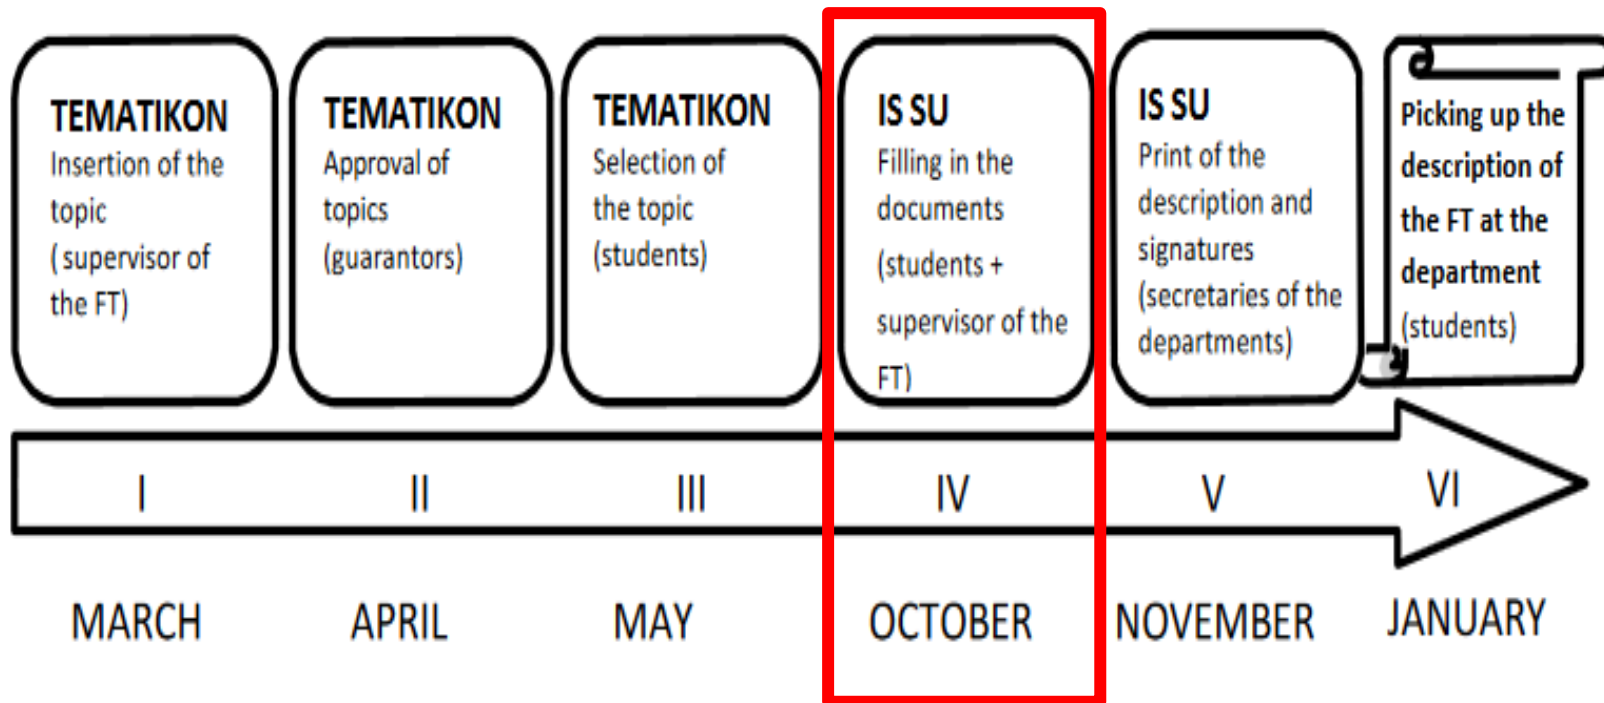 TEMATIKON
Insertion of the
topic
( supervisor of
the FT)
TEMATIKON
Approval of
topics
(guarantors)
TEMATIKON
Selection of
the topic
(students)
IS SU
Filling in the
documents
(students +
supervisor of the
FT)
IS SU
Print of the
description and
signatures
(secretaries of the
departments)
Picking up the
description of
the FT at the
department
(students)
I
II
III
IV
V
VI
MARCH
APRIL
MAY
OCTOBER
NOVEMBER
JANUARY